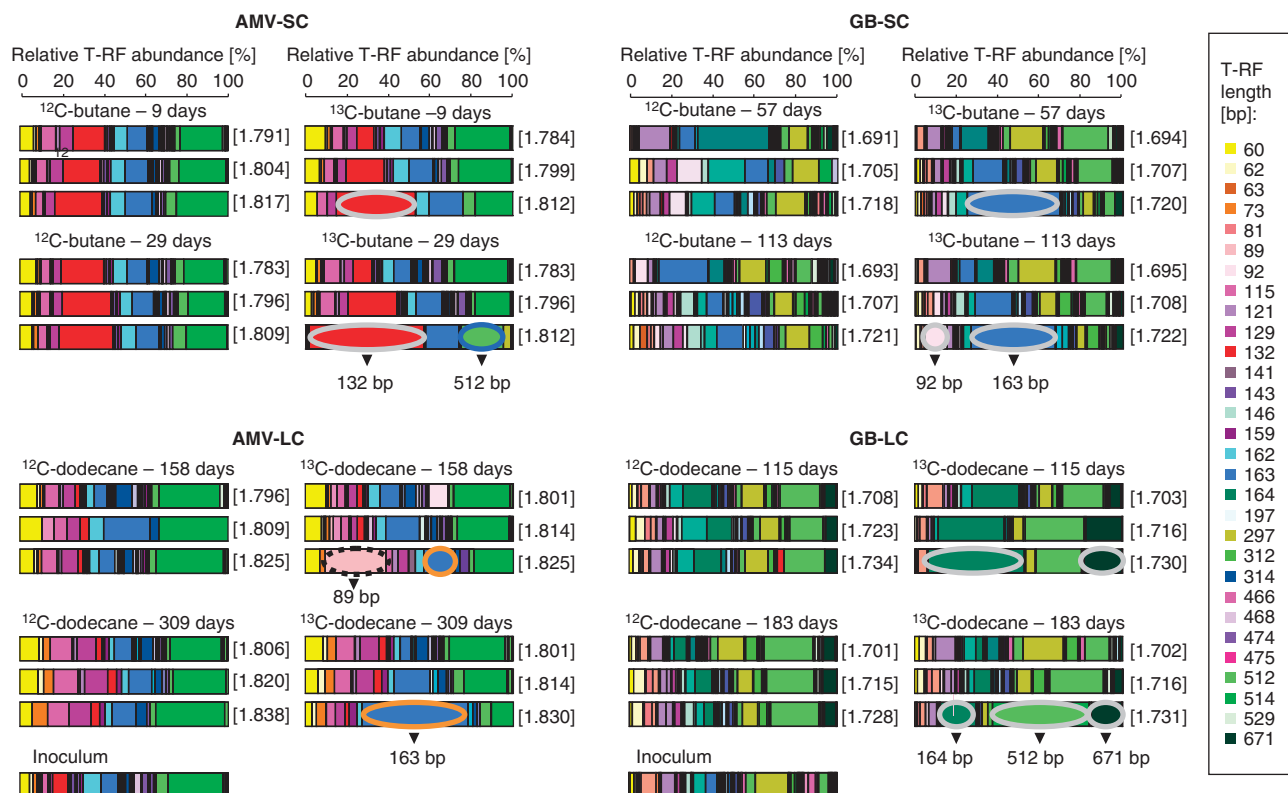 AMV-SC
GB-SC
Relative T-RF abundance [%]
Relative T-RF abundance [%]
Relative T-RF abundance [%]
Relative T-RF abundance [%]
0 20 40 60 80 100
0 20 40 60 80 100
0 20 40 60 80 100
0 20 40 60 80 100
¹²C-butane – 9 days
¹³C-butane –9 days
¹²C-butane – 57 days
¹³C-butane – 57 days
[1.791]
[1.784]
[1.691]
[1.694]
12
[1.804]
[1.799]
[1.705]
[1.707]
[1.817]
[1.812]
[1.718]
[1.720]
¹²C-butane – 29 days
¹³C-butane – 29 days
¹²C-butane – 113 days
¹³C-butane – 113 days
[1.783]
[1.783]
[1.693]
[1.695]
[1.796]
[1.796]
[1.707]
[1.708]
[1.809]
[1.812]
[1.721]
[1.722]
132 bp
512 bp
92 bp
163 bp
AMV-LC
GB-LC
¹²C-dodecane – 158 days
¹³C-dodecane – 158 days
¹²C-dodecane – 115 days
¹³C-dodecane – 115 days
[1.796]
[1.801]
[1.708]
[1.703]
[1.809]
[1.814]
[1.723]
[1.716]
[1.825]
[1.825]
[1.734]
[1.730]
89 bp
¹²C-dodecane – 309 days
¹³C-dodecane – 309 days
¹²C-dodecane – 183 days
¹³C-dodecane – 183 days
[1.806]
[1.801]
[1.701]
[1.702]
[1.820]
[1.814]
[1.715]
[1.716]
[1.838]
[1.830]
[1.728]
[1.731]
163 bp
164 bp
512 bp
671 bp
Inoculum
Inoculum
T-RF
length
[bp]:
60
62
63
73
81
89
92
115
121
129
132
141
143
146
159
162
163
164
197
297
312
314
466
468
474
475
512
514
529
671